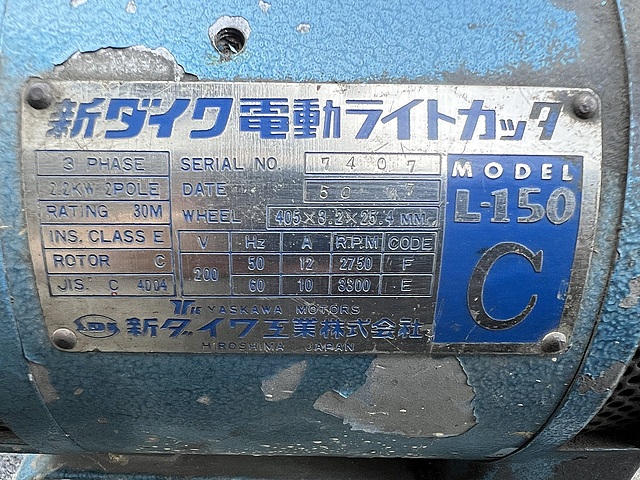 新ダイワ電動ライトカッタ
3 PHASE
2.2KW 2POLE
RATING 30M
INS. CLASS E
ROTOR C
JIS. C 4004
SERIAL NO. 7407
DATE 50
WHEEL 405×3.2×25.4 MM
V Hz A R.P.M CODE
200 50 12 2750 F
60 10 3300 E
MODEL
L-150
C
YASKAWA MOTORS
新ダイワ工業株式会社
HIROSHIMA JAPAN